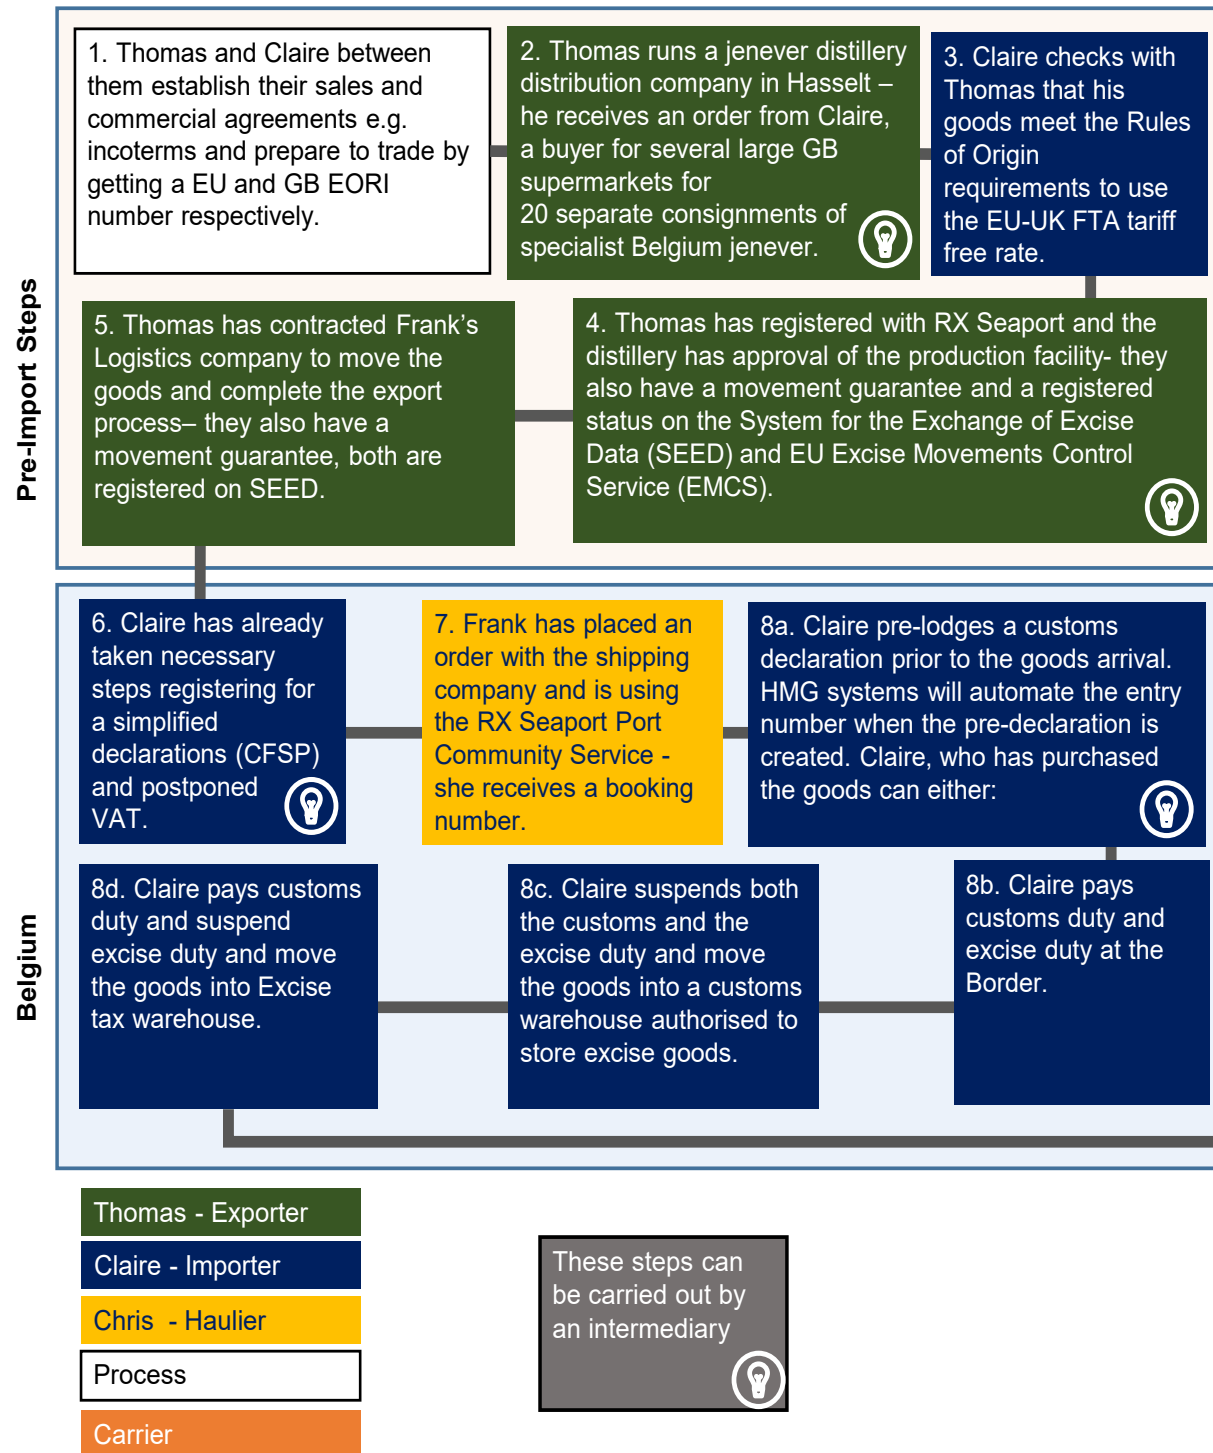 Pre-Import Steps
1. Thomas and Claire between
them establish their sales and
commercial agreements e.g.
incoterms and prepare to trade by
getting a EU and GB EORI
number respectively.
2. Thomas runs a jenever distillery
distribution company in Hasselt –
he receives an order from Claire,
a buyer for several large GB
supermarkets for
20 separate consignments of
specialist Belgium jenever.
3. Claire checks with
Thomas that his
goods meet the Rules
of Origin
requirements to use
the EU-UK FTA tariff
free rate.
4. Thomas has registered with RX Seaport and the
distillery has approval of the production facility- they
also have a movement guarantee and a registered
status on the System for the Exchange of Excise
Data (SEED) and EU Excise Movements Control
Service (EMCS).
5. Thomas has contracted Frank’s
Logistics company to move the
goods and complete the export
process– they also have a
movement guarantee, both are
registered on SEED.
Belgium
6. Claire has already
taken necessary
steps registering for
a simplified
declarations (CFSP)
and postponed
VAT.
7. Frank has placed an
order with the shipping
company and is using
the RX Seaport Port
Community Service -
she receives a booking
number.
8a. Claire pre-lodges a customs
declaration prior to the goods arrival.
HMG systems will automate the entry
number when the pre-declaration is
created. Claire, who has purchased
the goods can either:
8b. Claire pays
customs duty and
excise duty at the
Border.
8c. Claire suspends both
the customs and the
excise duty and move
the goods into a customs
warehouse authorised to
store excise goods.
8d. Claire pays customs
duty and suspend
excise duty and move
the goods into Excise
tax warehouse.
Thomas - Exporter
Claire - Importer
Chris - Haulier
Process
Carrier
These steps can
be carried out by
an intermediary